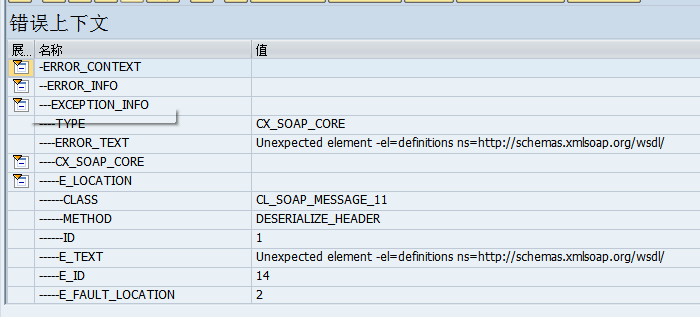 错误上下文
展... 名称 值
-ERROR_CONTEXT
--ERROR_INFO
---EXCEPTION_INFO
----TYPE CX_SOAP_CORE
----ERROR_TEXT Unexpected element -el=definitions ns=http://schemas.xmlsoap.org/wsdl/
----CX_SOAP_CORE
-----E_LOCATION
------CLASS CL_SOAP_MESSAGE_11
------METHOD DESERIALIZE_HEADER
------ID 1
-----E_TEXT Unexpected element -el=definitions ns=http://schemas.xmlsoap.org/wsdl/
-----E_ID 14
-----E_FAULT_LOCATION 2